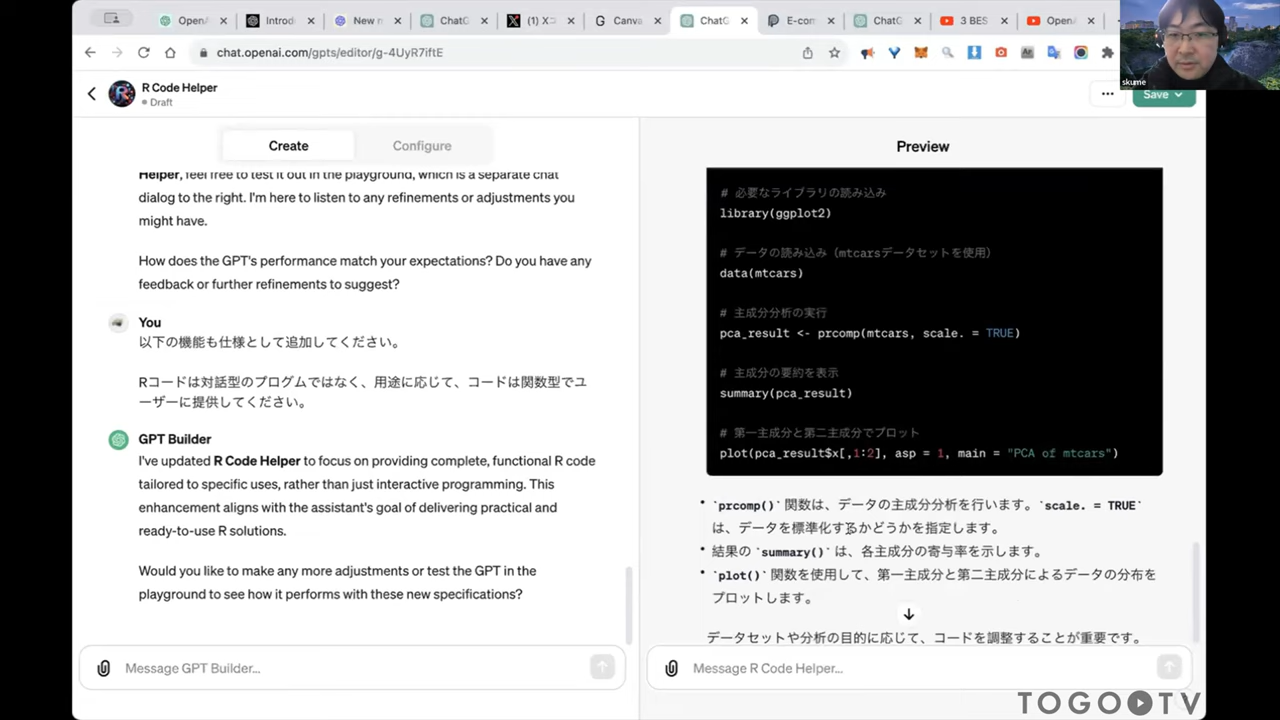 OpenA
Introd
New n
ChatG
(1) Xコ
Canva
ChatG
E-com
ChatG
3 BES
OpenA
chat.openai.com/gpts/editor/g-4UyR7iftE
skume
R Code Helper
Draft
Save
Create
Configure
Preview
Helper, feel free to test it out in the playground, which is a separate chat
dialog to the right. I'm here to listen to any refinements or adjustments you
might have.
How does the GPT's performance match your expectations? Do you have any
feedback or further refinements to suggest?
You
以下の機能も仕様として追加してください。
Rコードは対話型のプログムではなく、用途に応じて、コードは関数型でユ
ーザーに提供してください。
GPT Builder
I've updated R Code Helper to focus on providing complete, functional R code
tailored to specific uses, rather than just interactive programming. This
enhancement aligns with the assistant's goal of delivering practical and
ready-to-use R solutions.
Would you like to make any more adjustments or test the GPT in the
playground to see how it performs with these new specifications?
Message GPT Builder...
# 必要なライブラリの読み込み
library(ggplot2)
# データの読み込み（mtcarsデータセットを使用）
data(mtcars)
# 主成分分析の実行
pca_result <- prcomp(mtcars, scale. = TRUE)
# 主成分の要約を表示
summary(pca_result)
# 第一主成分と第二主成分でプロット
plot(pca_result$x[,1:2], asp = 1, main = "PCA of mtcars")
• `prcomp()` 関数は、データの主成分分析を行います。`scale. = TRUE
は、データを標準化するかどうかを指定します。
• 結果の `summary()` は、各主成分の寄与率を示します。
• `plot()` 関数を使用して、第一主成分と第二主成分によるデータの分布を
プロットします。
データセットや分析の目的に応じて、コードを調整することが重要です。
Message R Code Helper...
TOGO TV